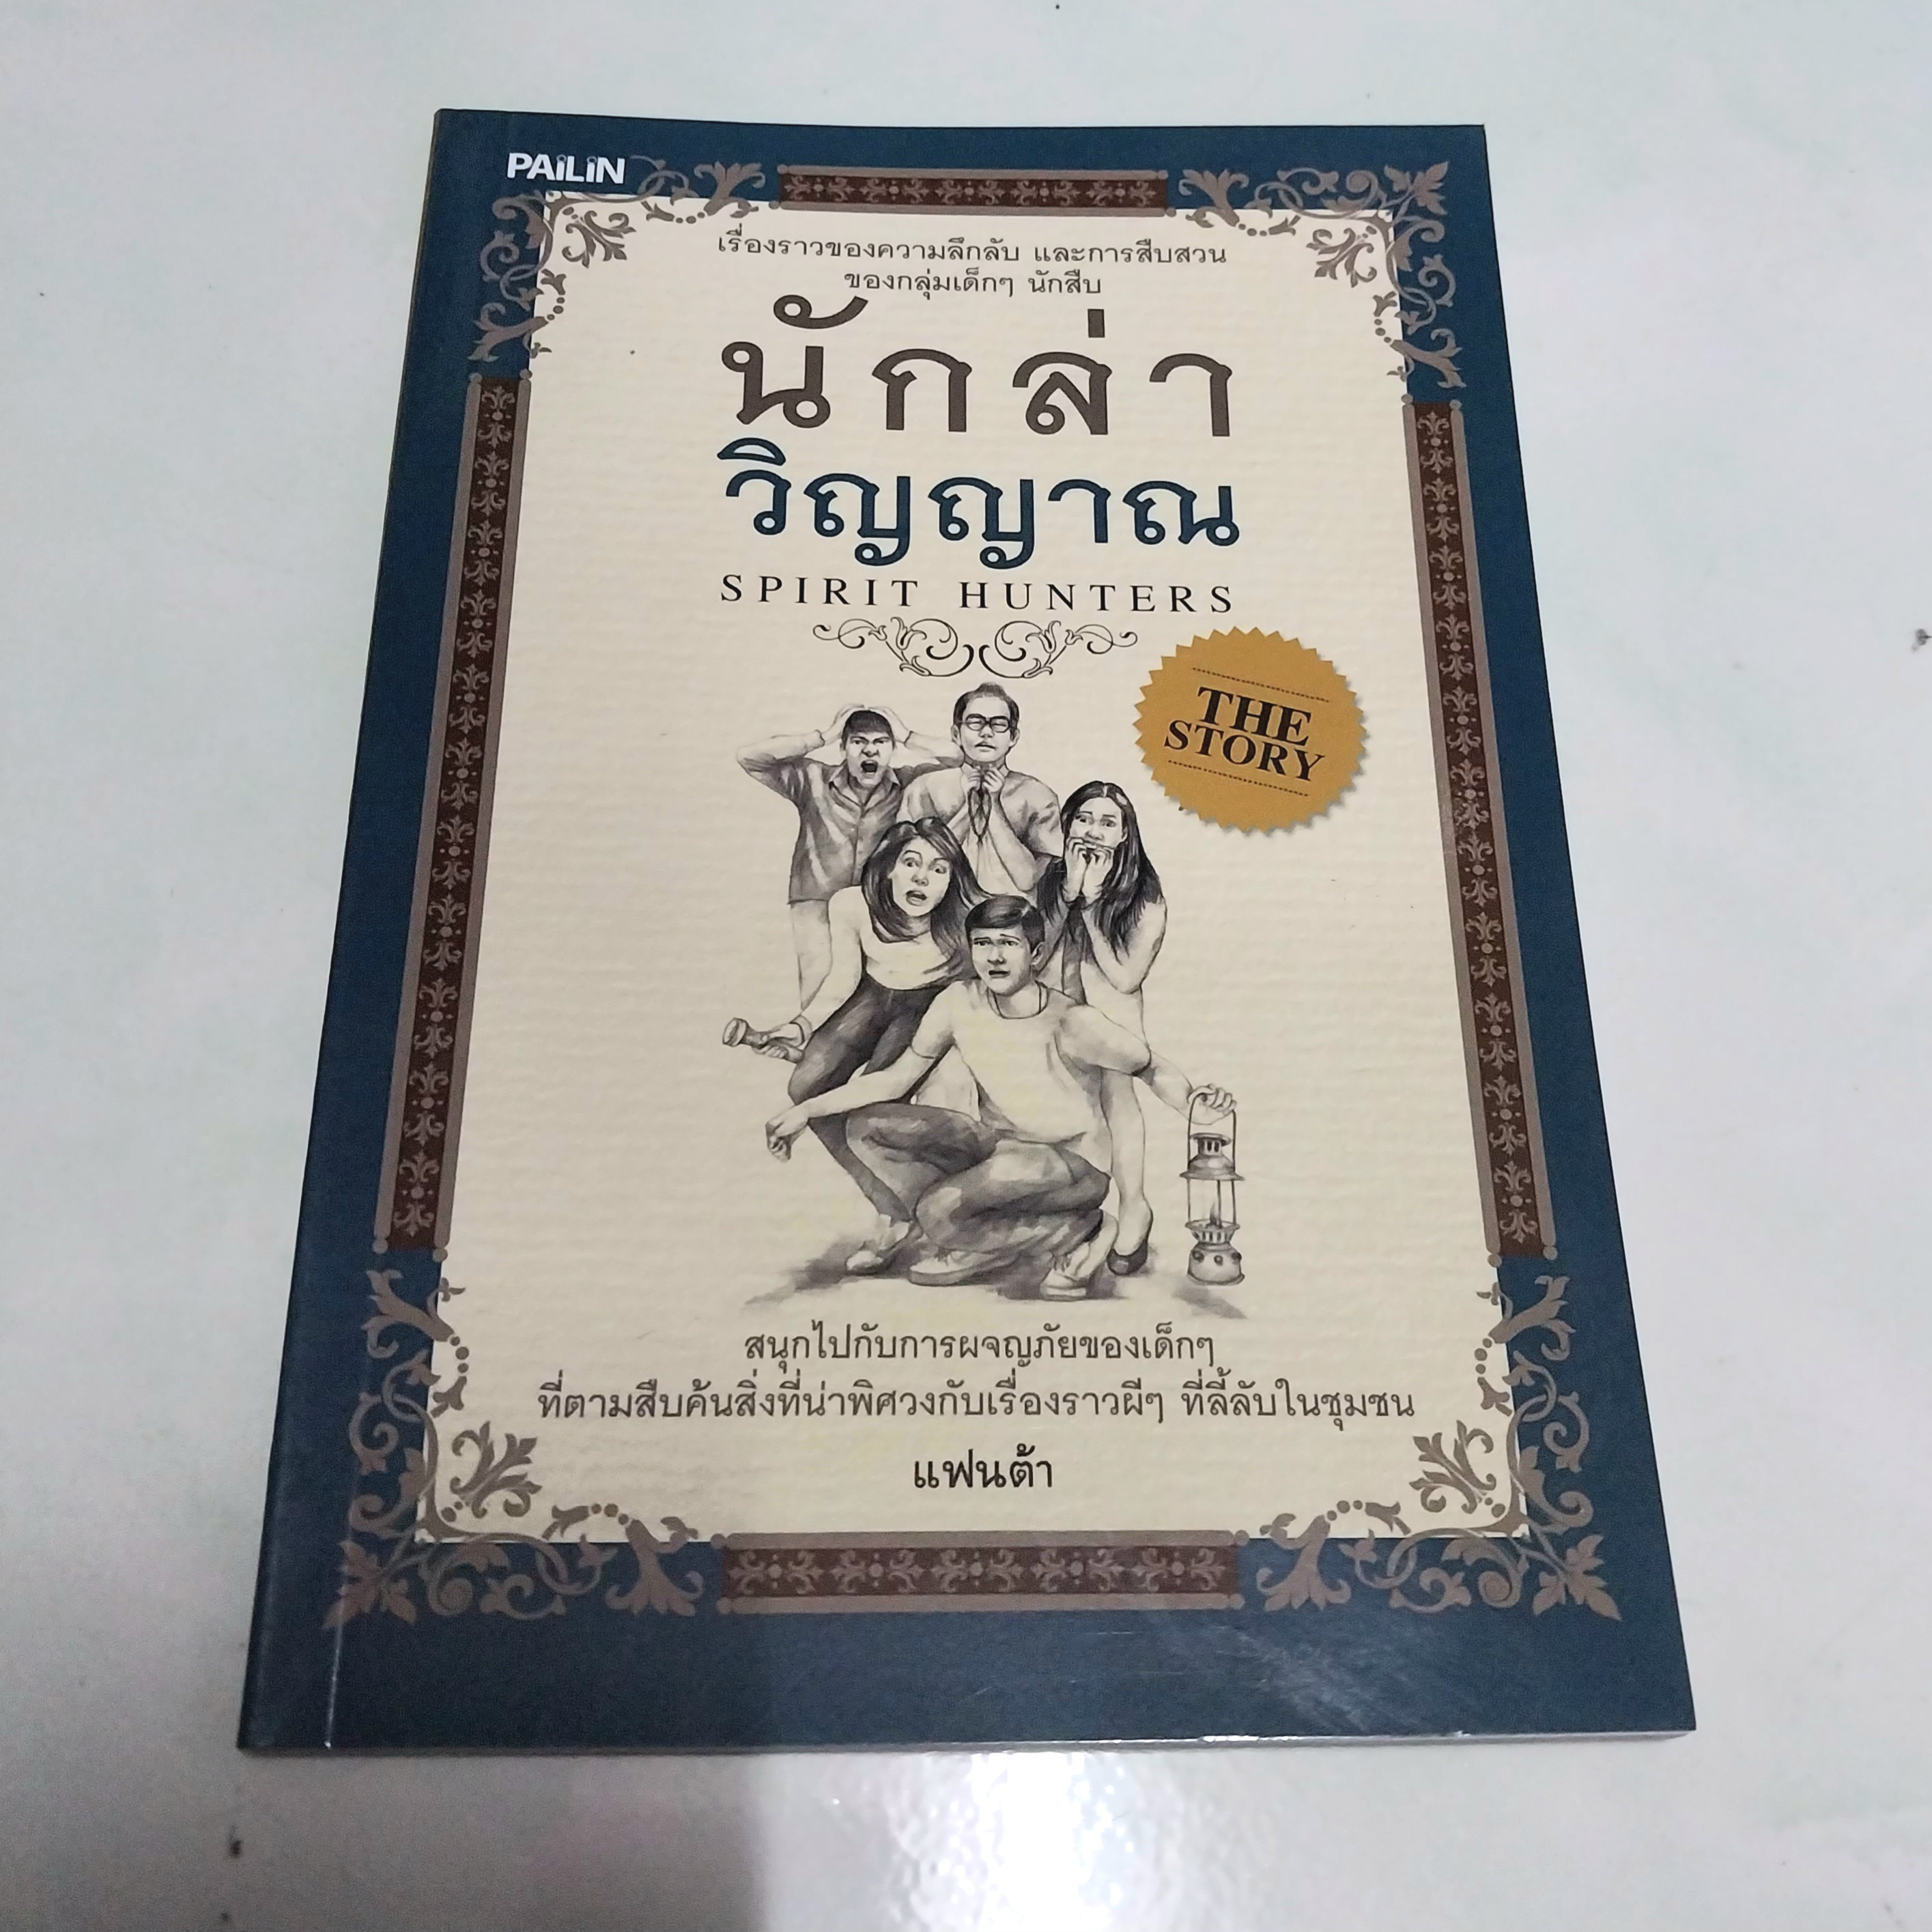 PAiLiN
เรื่องราวของความลึกลับ และการสืบสวน
ของกลุ่มเด็กๆ นักสืบ
นักล่า
วิญญาณ
SPIRIT HUNTERS
THE
STORY
สนุกไปกับการผจญภัยของเด็กๆ
ที่ตามสืบค้นสิ่งที่น่าพิศวงกับเรื่องราวผีๆ ที่ลี้ลับในชุมชน
แฟนต้า